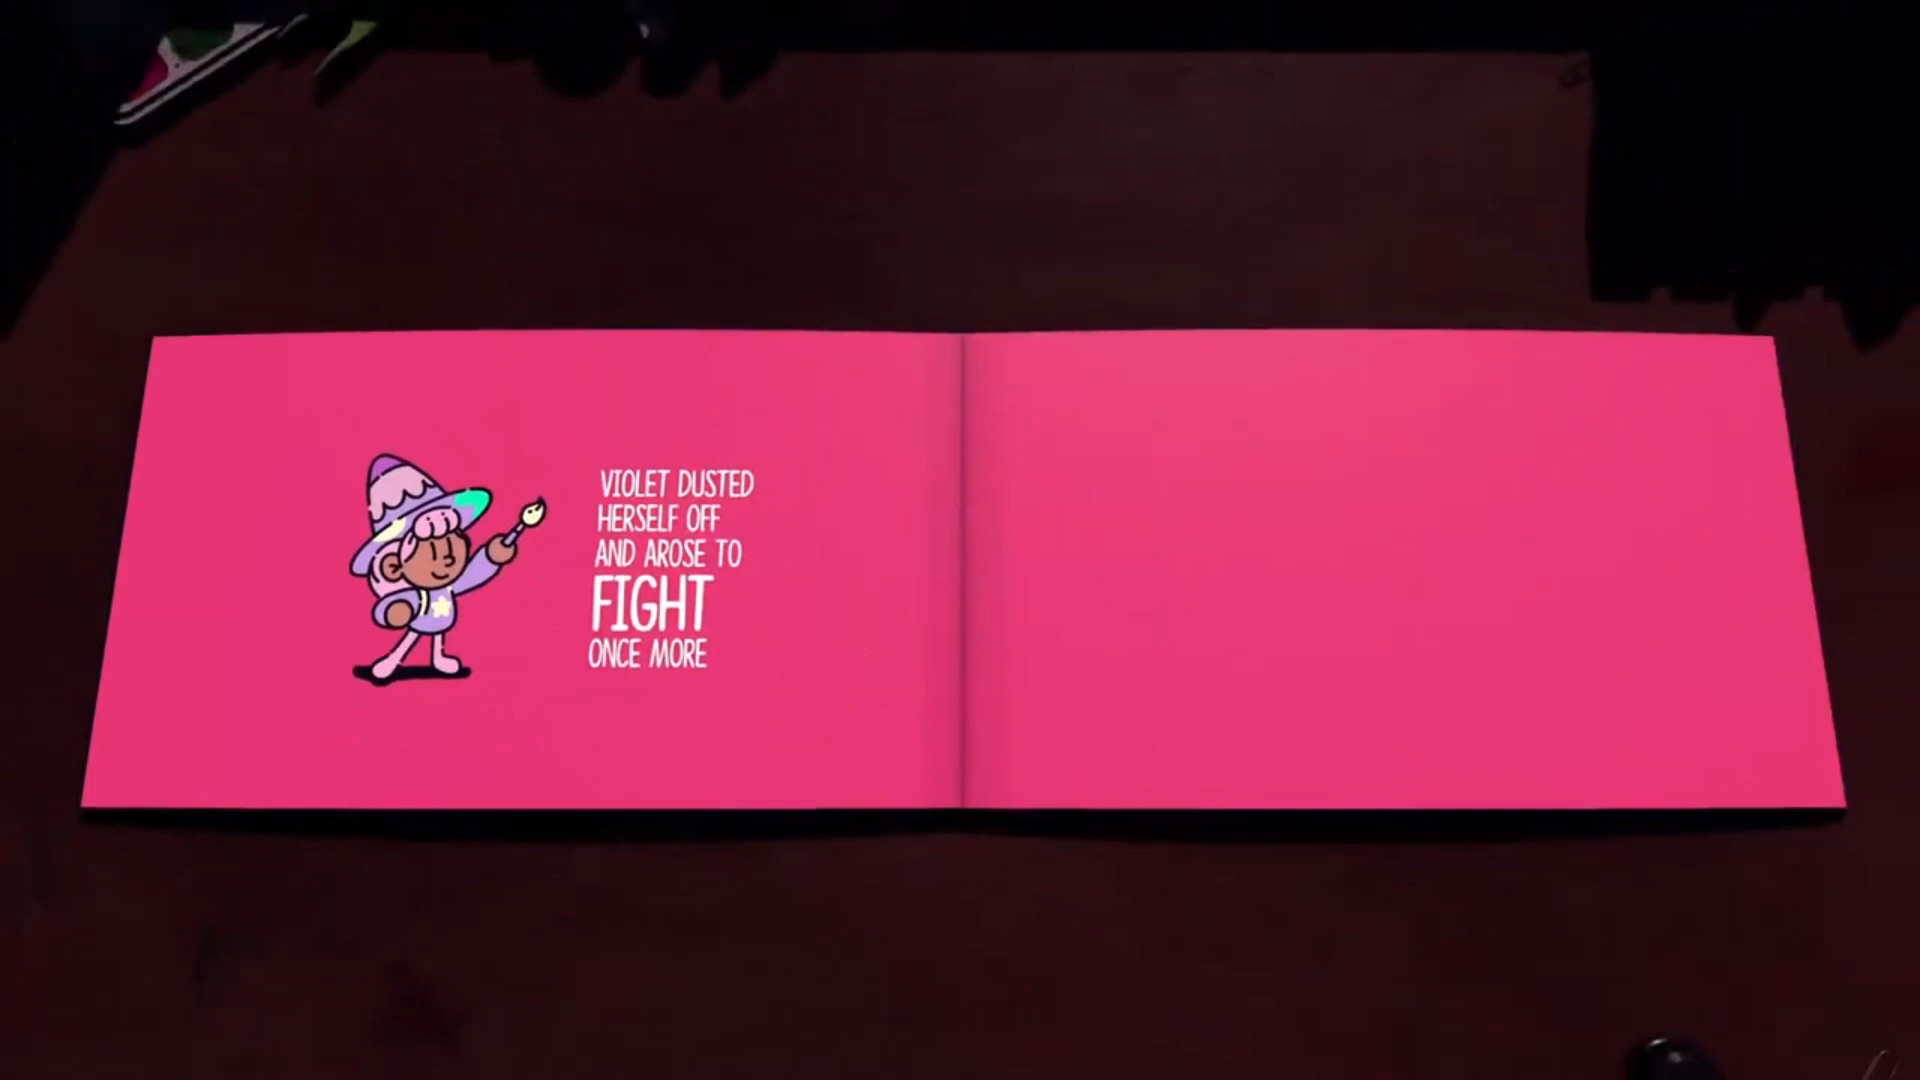 VIOLET DUSTED
HERSELF OFF
AND AROSE TO
FIGHT
ONCE MORE